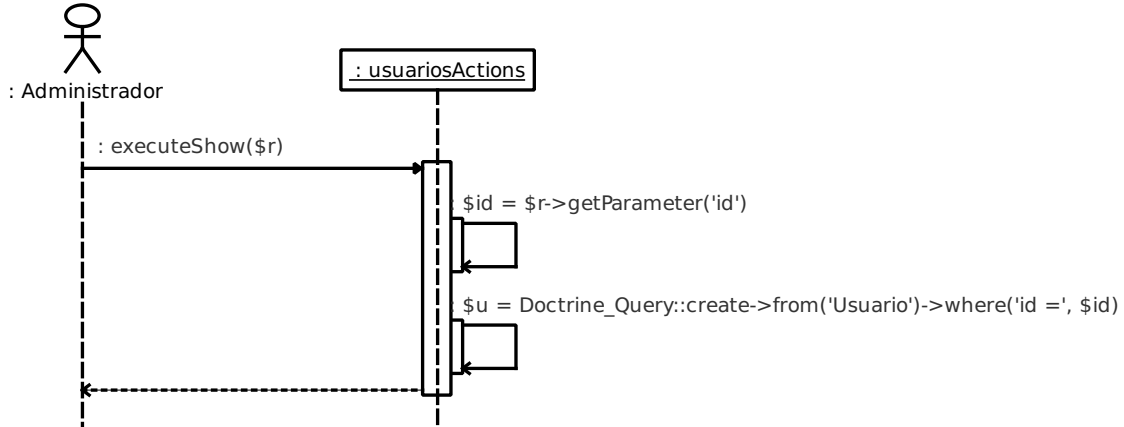 : Administrador
: usuariosActions
: executeShow($r)
: $id = $r->getParameter('id')
: $u = Doctrine_Query::create->from('Usuario')->where('id =', $id)